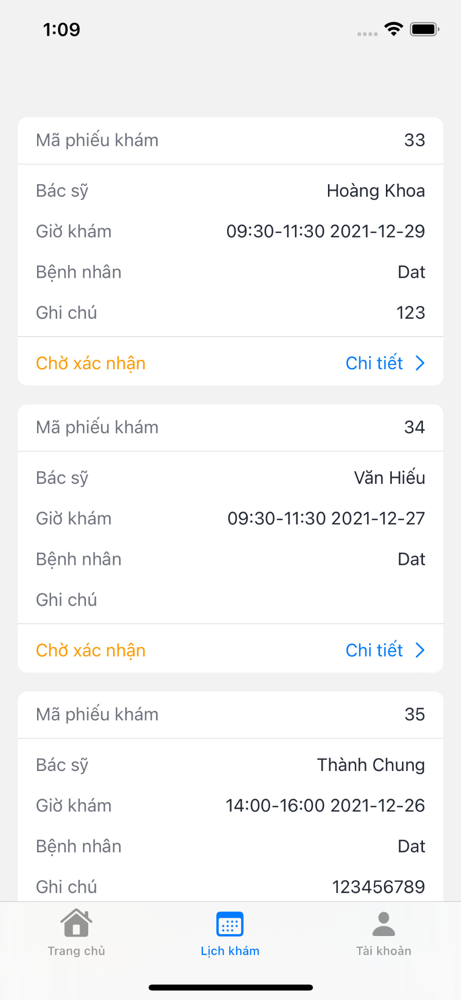 1:09
Mã phiếu khám 33
Bác sỹ Hoàng Khoa
Giờ khám 09:30-11:30 2021-12-29
Bệnh nhân Dat
Ghi chú 123
Chờ xác nhận Chi tiết
Mã phiếu khám 34
Bác sỹ Văn Hiếu
Giờ khám 09:30-11:30 2021-12-27
Bệnh nhân Dat
Ghi chú
Chờ xác nhận Chi tiết
Mã phiếu khám 35
Bác sỹ Thành Chung
Giờ khám 14:00-16:00 2021-12-26
Bệnh nhân Dat
Ghi chú 123456789
Trang chủ Lịch khám Tài khoản